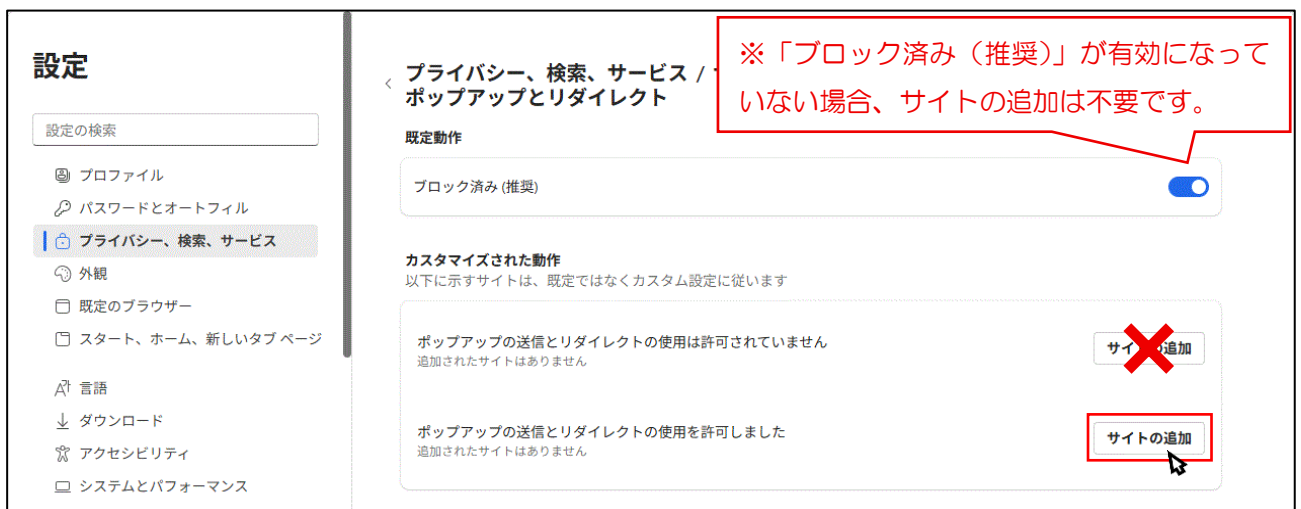 設定
設定の検索
プロファイル
パスワードとオートフィル
プライバシー、検索、サービス
外観
既定のブラウザー
スタート、ホーム、新しいタブ ページ
言語
ダウンロード
アクセシビリティ
システムとパフォーマンス
プライバシー、検索、サービス /
ポップアップとリダイレクト
※「ブロック済み（推奨）」が有効になって
いない場合、サイトの追加は不要です。
既定動作
ブロック済み (推奨)
カスタマイズされた動作
以下に示すサイトは、既定ではなくカスタム設定に従います
ポップアップの送信とリダイレクトの使用は許可されていません
追加されたサイトはありません
サイ 追加
ポップアップの送信とリダイレクトの使用を許可しました
追加されたサイトはありません
サイトの追加